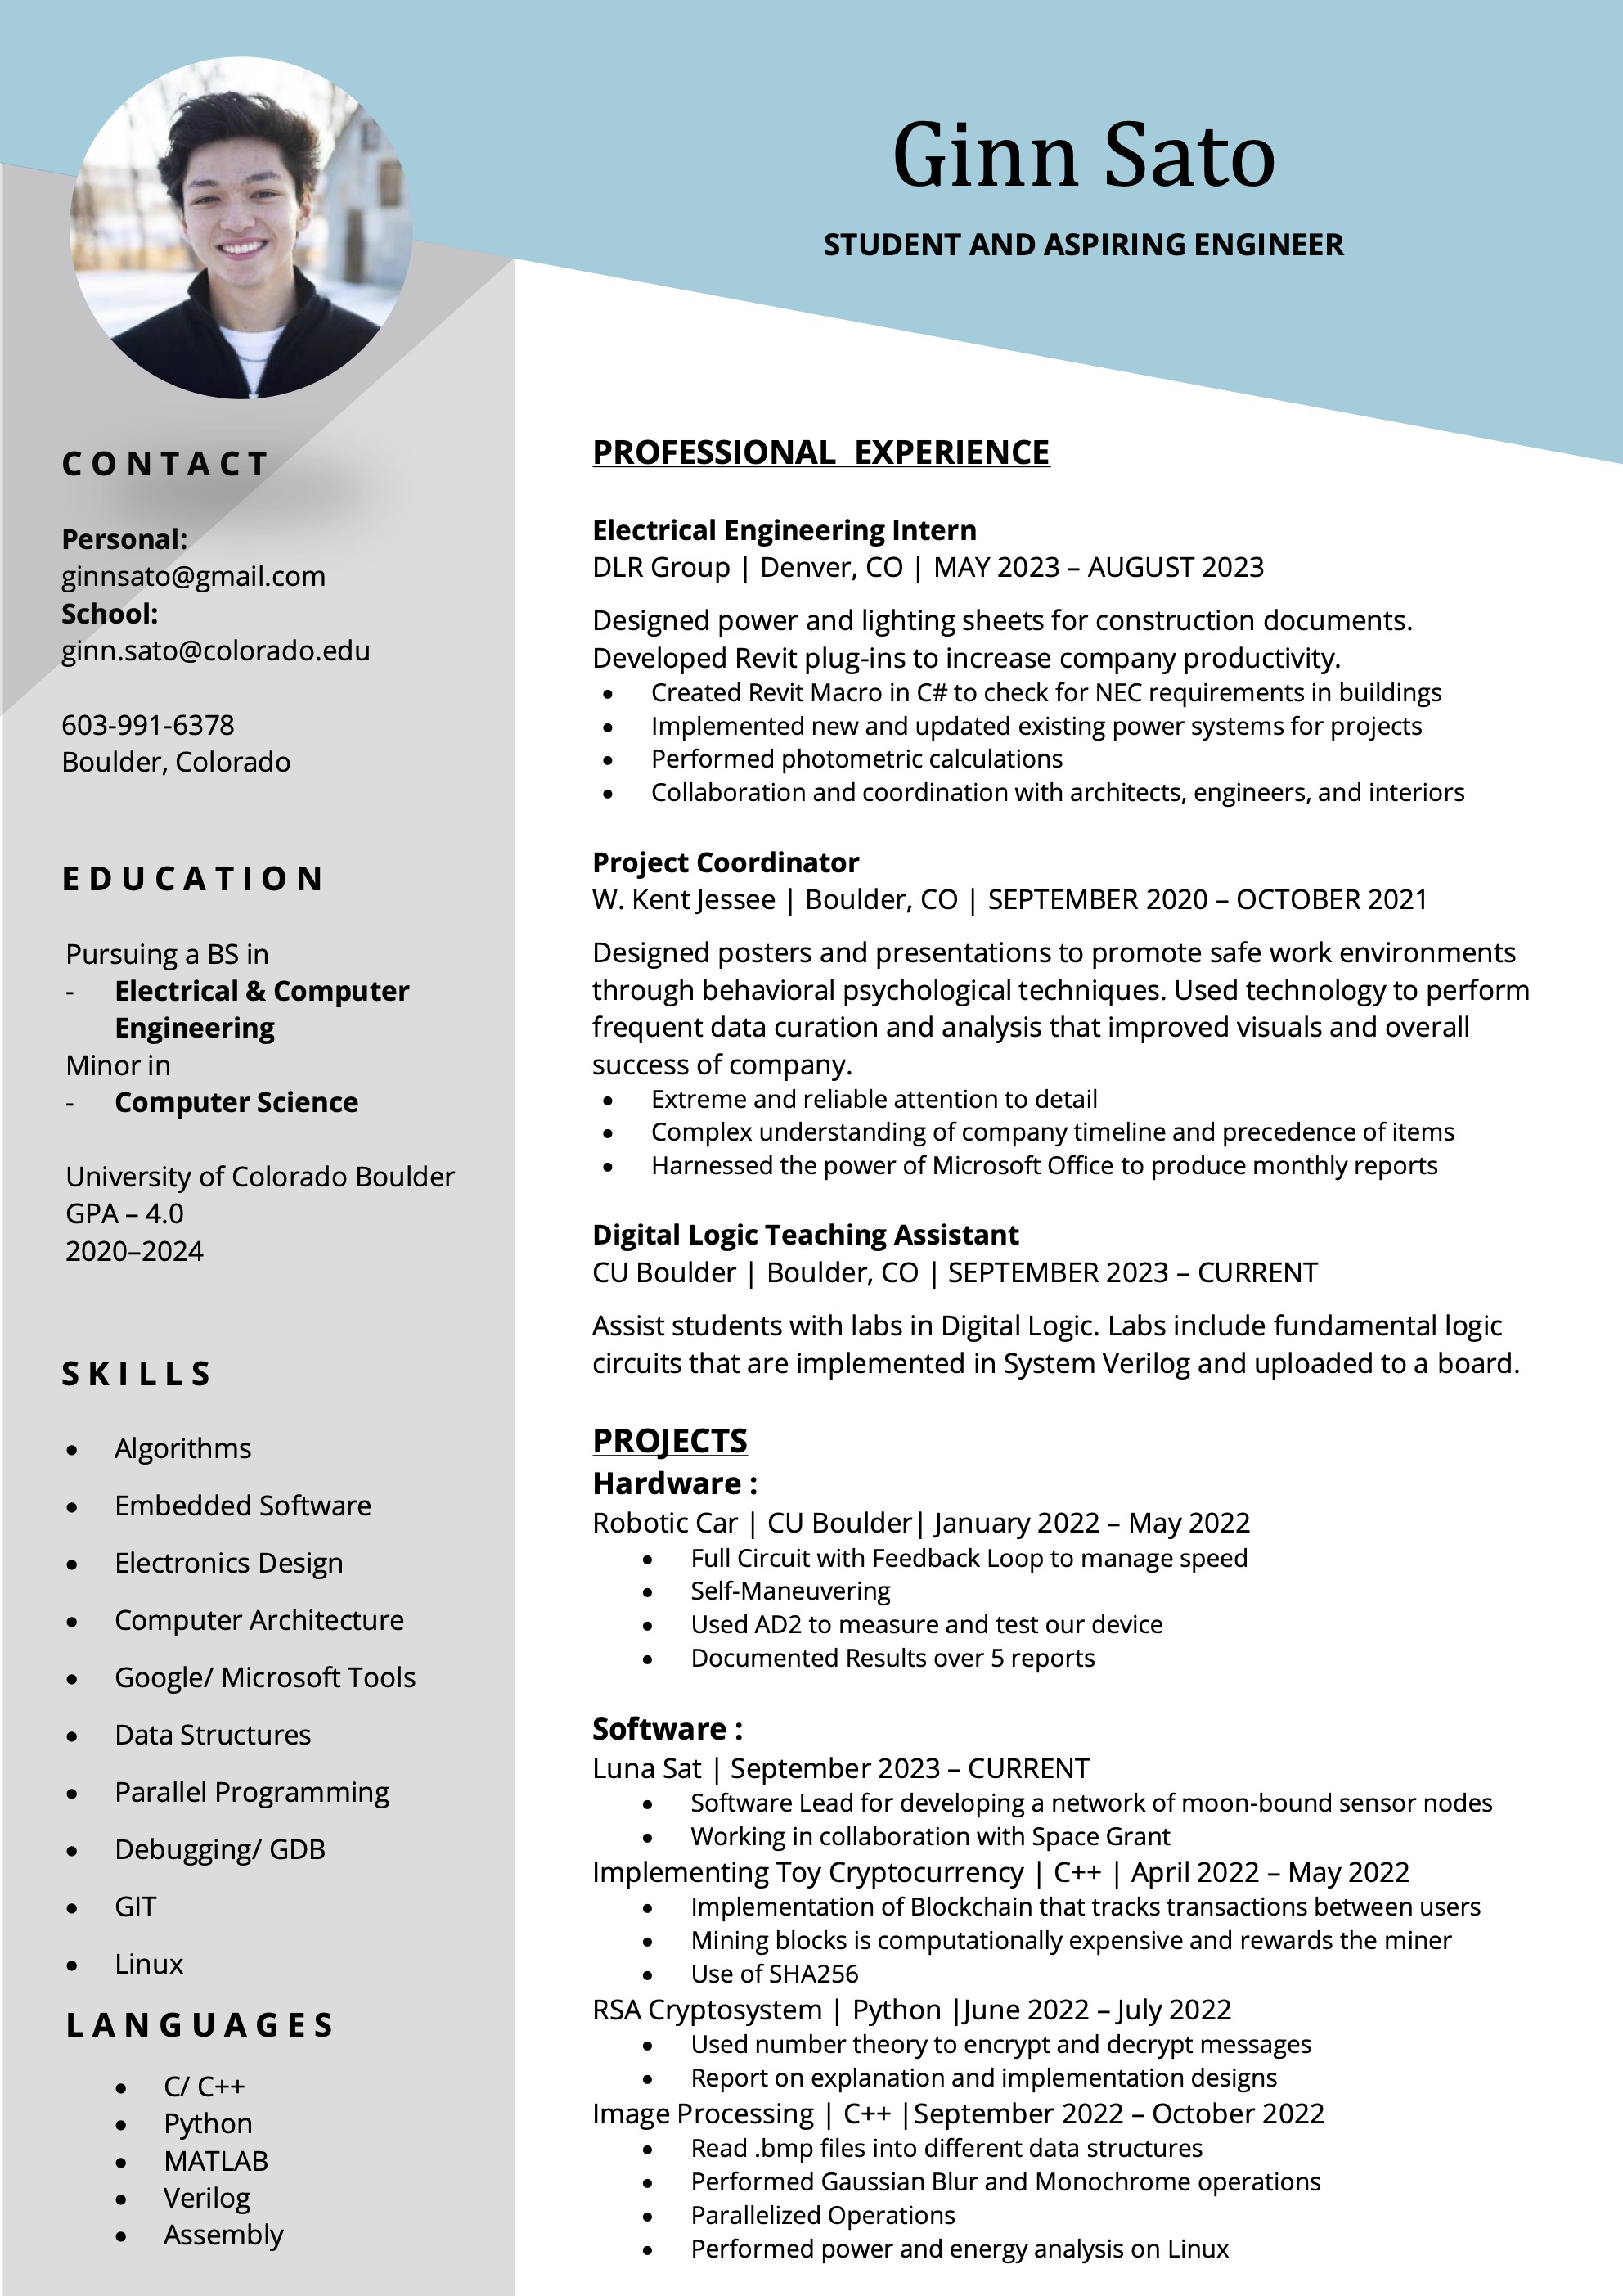 Ginn Sato
STUDENT AND ASPIRING ENGINEER
CONTACT
Personal:
ginnsato@gmail.com
School:
ginn.sato@colorado.edu
603-991-6378
Boulder, Colorado
EDUCATION
Pursuing a BS in
- Electrical & Computer
Engineering
Minor in
- Computer Science
University of Colorado Boulder
GPA – 4.0
2020–2024
SKILLS
• Algorithms
• Embedded Software
• Electronics Design
• Computer Architecture
• Google/ Microsoft Tools
• Data Structures
• Parallel Programming
• Debugging/ GDB
• GIT
• Linux
LANGUAGES
• C/ C++
• Python
• MATLAB
• Verilog
• Assembly
PROFESSIONAL EXPERIENCE
Electrical Engineering Intern
DLR Group | Denver, CO | MAY 2023 – AUGUST 2023
Designed power and lighting sheets for construction documents.
Developed Revit plug-ins to increase company productivity.
• Created Revit Macro in C# to check for NEC requirements in buildings
• Implemented new and updated existing power systems for projects
• Performed photometric calculations
• Collaboration and coordination with architects, engineers, and interiors
Project Coordinator
W. Kent Jessee | Boulder, CO | SEPTEMBER 2020 – OCTOBER 2021
Designed posters and presentations to promote safe work environments
through behavioral psychological techniques. Used technology to perform
frequent data curation and analysis that improved visuals and overall
success of company.
• Extreme and reliable attention to detail
• Complex understanding of company timeline and precedence of items
• Harnessed the power of Microsoft Office to produce monthly reports
Digital Logic Teaching Assistant
CU Boulder | Boulder, CO | SEPTEMBER 2023 – CURRENT
Assist students with labs in Digital Logic. Labs include fundamental logic
circuits that are implemented in System Verilog and uploaded to a board.
PROJECTS
Hardware :
Robotic Car | CU Boulder| January 2022 – May 2022
• Full Circuit with Feedback Loop to manage speed
• Self-Maneuvering
• Used AD2 to measure and test our device
• Documented Results over 5 reports
Software :
Luna Sat | September 2023 – CURRENT
• Software Lead for developing a network of moon-bound sensor nodes
• Working in collaboration with Space Grant
Implementing Toy Cryptocurrency | C++ | April 2022 – May 2022
• Implementation of Blockchain that tracks transactions between users
• Mining blocks is computationally expensive and rewards the miner
• Use of SHA256
RSA Cryptosystem | Python |June 2022 – July 2022
• Used number theory to encrypt and decrypt messages
• Report on explanation and implementation designs
Image Processing | C++ |September 2022 – October 2022
• Read .bmp files into different data structures
• Performed Gaussian Blur and Monochrome operations
• Parallelized Operations
• Performed power and energy analysis on Linux